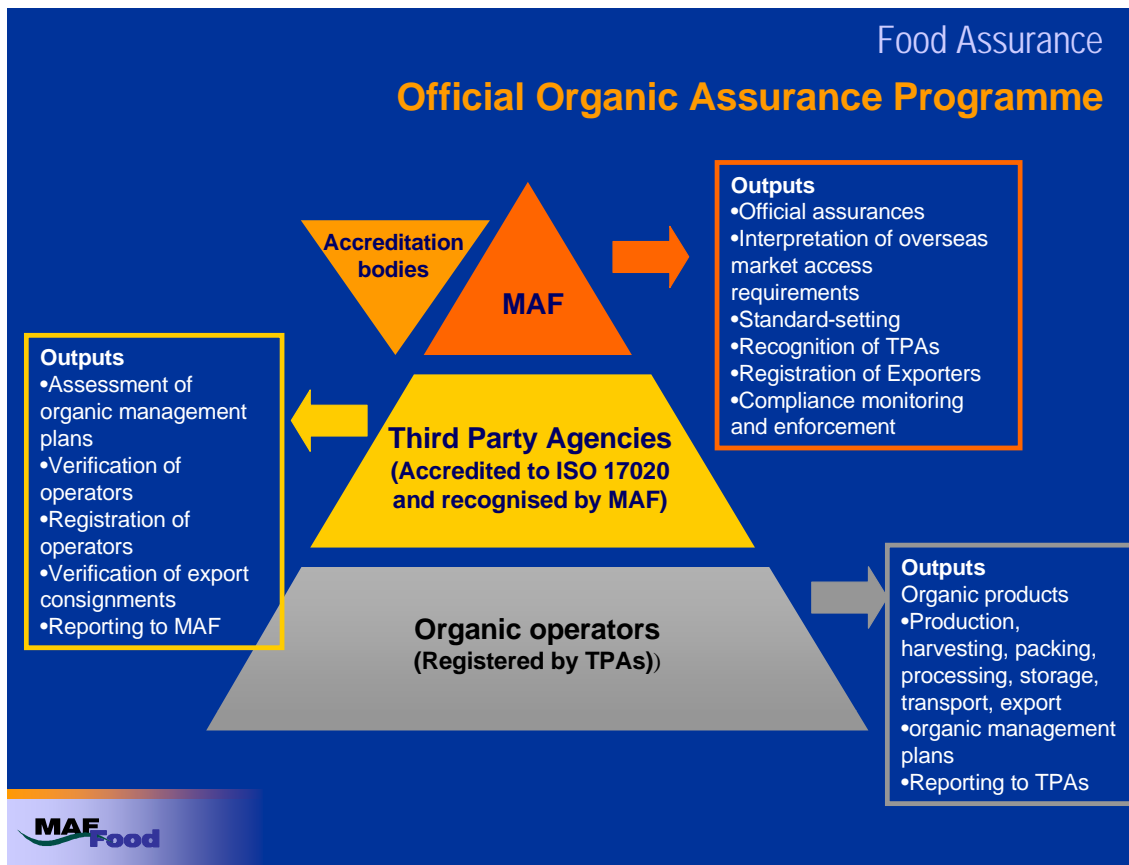 Food Assurance
Official Organic Assurance Programme
Accreditation
bodies
MAF
Outputs
•Official assurances
•Interpretation of overseas
market access
requirements
•Standard-setting
•Recognition of TPAs
•Registration of Exporters
•Compliance monitoring
and enforcement
Outputs
•Assessment of
organic management
plans
•Verification of
operators
•Registration of
operators
•Verification of export
consignments
•Reporting to MAF
Third Party Agencies
(Accredited to ISO 17020
and recognised by MAF)
Organic operators
(Registered by TPAs))
Outputs
Organic products
•Production,
harvesting, packing,
processing, storage,
transport, export
•organic management
plans
•Reporting to TPAs
MAF
Food